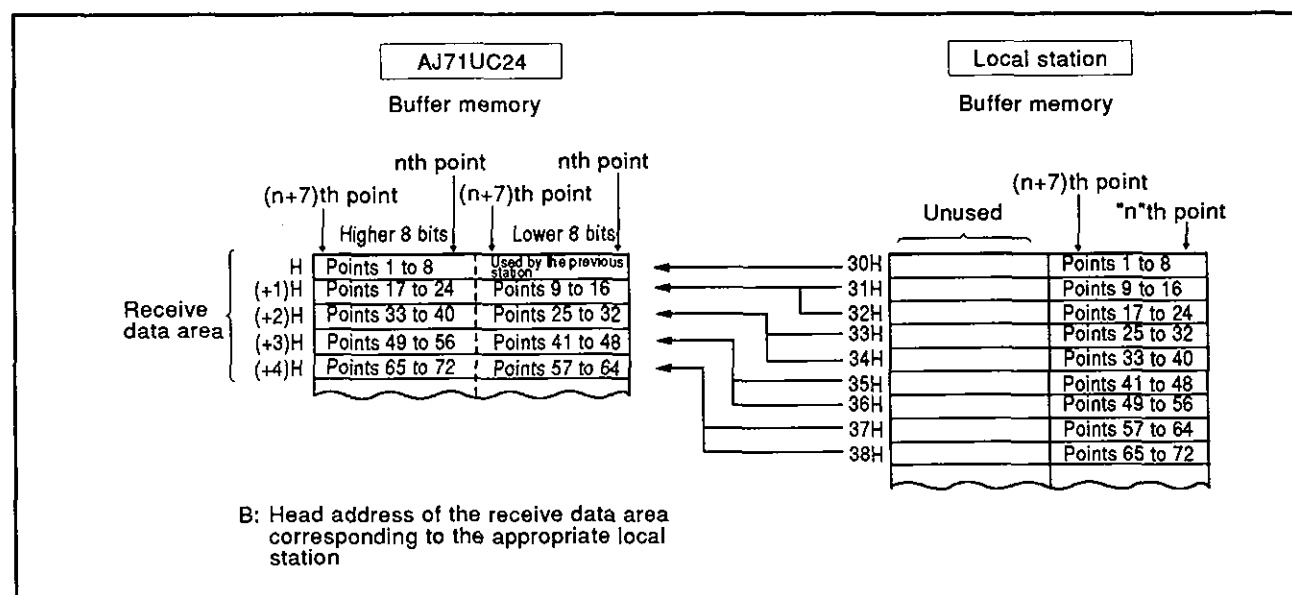 AJ71UC24
Buffer memory
nth point
nth point
(n+7)th point
(n+7)th point
Higher 8 bits
Lower 8 bits
Receive
data area
H
Points 1 to 8
Used by the previous
station
(+1)H
Points 17 to 24
Points 9 to 16
(+2)H
Points 33 to 40
Points 25 to 32
(+3)H
Points 49 to 56
Points 41 to 48
(+4)H
Points 65 to 72
Points 57 to 64
B: Head address of the receive data area
corresponding to the appropriate local
station
Local station
Buffer memory
(n+7)th point
Unused
"n"th point
30H
Points 1 to 8
31H
Points 9 to 16
32H
Points 17 to 24
33H
Points 25 to 32
34H
Points 33 to 40
35H
Points 41 to 48
36H
Points 49 to 56
37H
Points 57 to 64
38H
Points 65 to 72